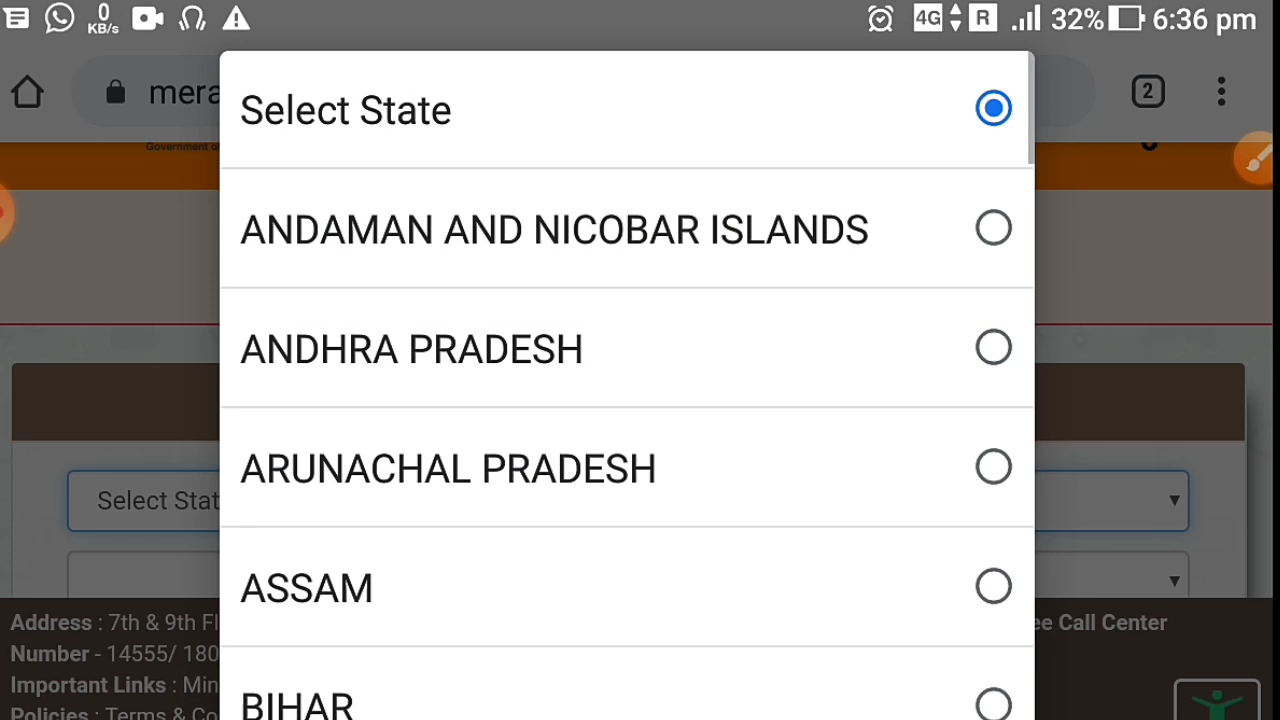 0
KB/s
4G R 32% 6:36 pm
mera
2
Government o
Select State
ANDAMAN AND NICOBAR ISLANDS
ANDHRA PRADESH
ARUNACHAL PRADESH
Select Stat
ASSAM
Address : 7th & 9th Fl
ee Call Center
Number - 14555/ 180
Important Links : Min
BIHAR
Policies : Terms & Co